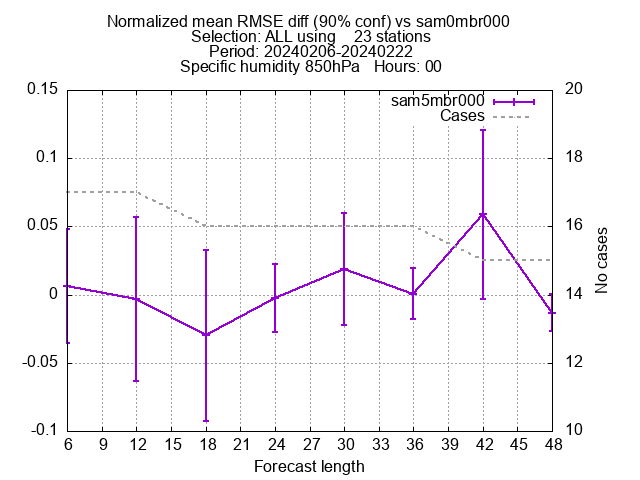 Normalized mean RMSE diff (90% conf) vs sam0mbr000
Selection: ALL using    23 stations
Period: 20240206-20240222
Specific humidity 850hPa   Hours: 00
0.15
0.1
0.05
0
-0.05
-0.1
20
18
16
14
12
10
No cases
sam5mbr000
Cases
6 9 12 15 18 21 24 27 30 33 36 39 42 45 48
Forecast length